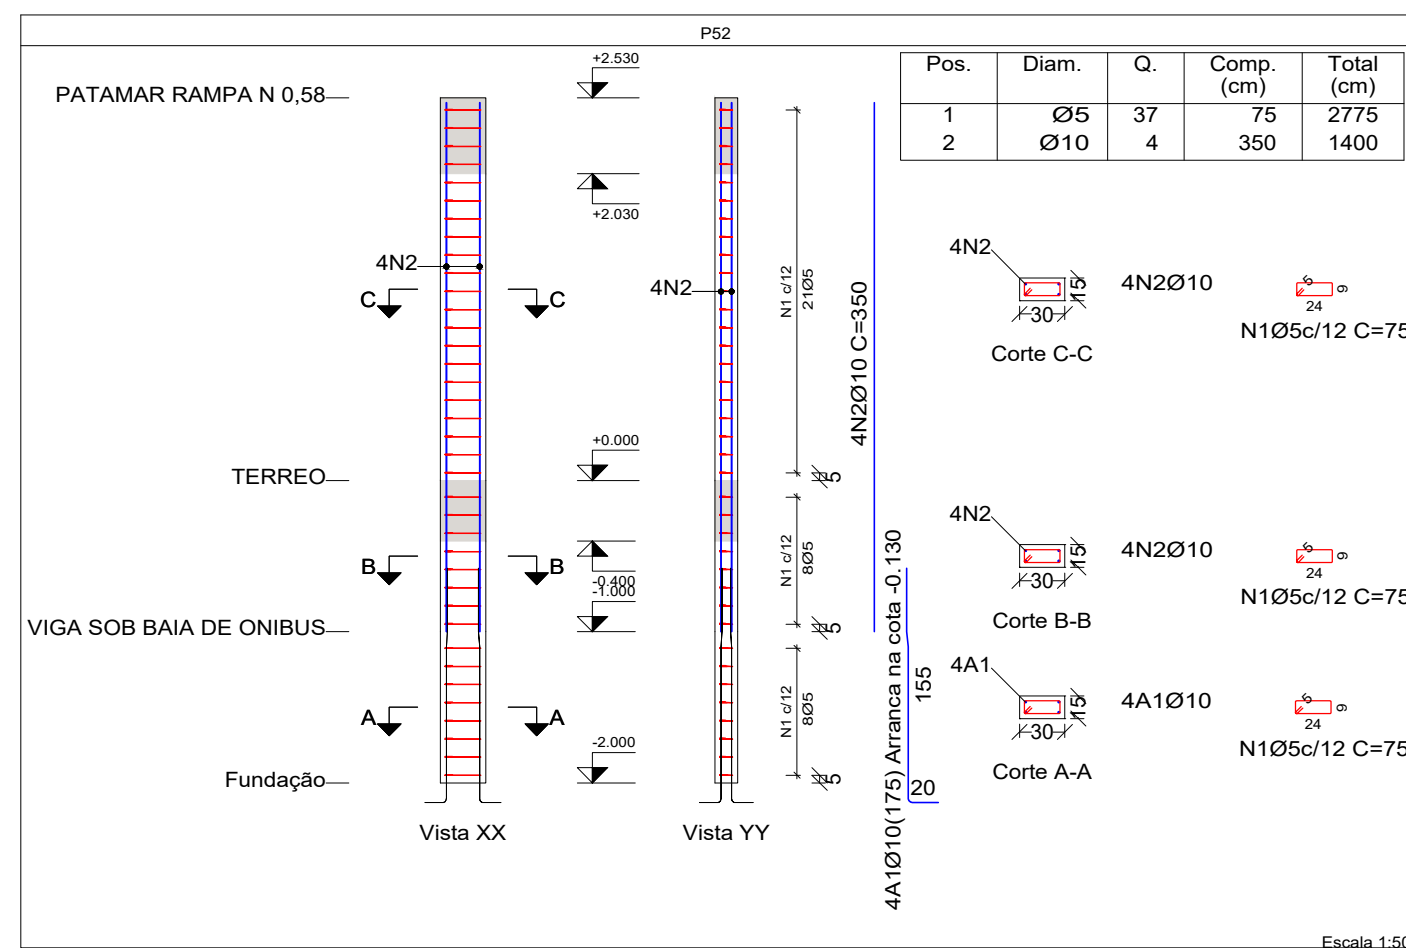 P52
PATAMAR RAMPA N 0,58
+2.530
+2.030
4N2
4N2
C
C
TERREO
+0.000
B
B
-0.400
-1.000
VIGA SOB BAIA DE ONIBUS
A
A
-2.000
Fundação
Vista XX
Vista YY
N1 c/12
21Ø5
5
N1 c/12
8Ø5
5
N1 c/12
8Ø5
5
4N2Ø10 C=350
4A1Ø10(175) Arranca na cota -0.130
155
20
Pos. Diam. Q. Comp. (cm) Total (cm)
1 Ø5 37 75 2775
2 Ø10 4 350 1400
4N2
15
30
Corte C-C
4N2Ø10
5
9
24
N1Ø5c/12 C=75
4N2
15
30
Corte B-B
4N2Ø10
5
9
24
N1Ø5c/12 C=75
4A1
15
30
Corte A-A
4A1Ø10
5
9
24
N1Ø5c/12 C=75
Escala 1:50